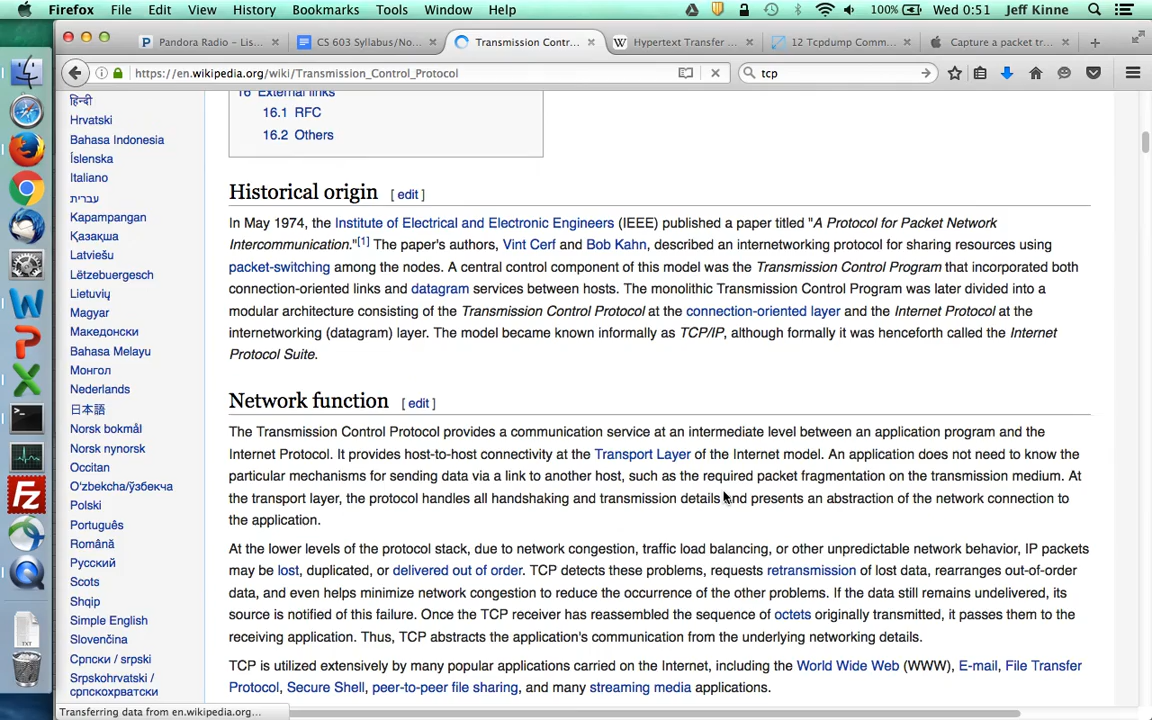 Firefox File Edit View History Bookmarks Tools Window Help 100% Wed 0:51 Jeff Kinne
Pandora Radio – Lis... CS 603 Syllabus/No... Transmission Contr... Hypertext Transfer ... 12 Tcpdump Comm... Capture a packet tr...
https://en.wikipedia.org/wiki/Transmission_Control_Protocol tcp
हिन्दी
Hrvatski
Bahasa Indonesia
Íslenska
Italiano
עברית
Kapampangan
Қазақша
Latviešu
Lëtzebuergesch
Lietuvių
Magyar
Македонски
Bahasa Melayu
Монгол
Nederlands
日本語
Norsk bokmål
Norsk nynorsk
Occitan
Oʻzbekcha/ўзбекча
Polski
Português
Română
Русский
Scots
Shqip
Simple English
Slovenčina
Српски / srpski
Srpskohrvatski /
српскохрватски
16 External links
16.1 RFC
16.2 Others
Historical origin [ edit ]
In May 1974, the Institute of Electrical and Electronic Engineers (IEEE) published a paper titled "A Protocol for Packet Network
Intercommunication."[1] The paper's authors, Vint Cerf and Bob Kahn, described an internetworking protocol for sharing resources using
packet-switching among the nodes. A central control component of this model was the Transmission Control Program that incorporated both
connection-oriented links and datagram services between hosts. The monolithic Transmission Control Program was later divided into a
modular architecture consisting of the Transmission Control Protocol at the connection-oriented layer and the Internet Protocol at the
internetworking (datagram) layer. The model became known informally as TCP/IP, although formally it was henceforth called the Internet
Protocol Suite.
Network function [ edit ]
The Transmission Control Protocol provides a communication service at an intermediate level between an application program and the
Internet Protocol. It provides host-to-host connectivity at the Transport Layer of the Internet model. An application does not need to know the
particular mechanisms for sending data via a link to another host, such as the required packet fragmentation on the transmission medium. At
the transport layer, the protocol handles all handshaking and transmission details and presents an abstraction of the network connection to
the application.
At the lower levels of the protocol stack, due to network congestion, traffic load balancing, or other unpredictable network behavior, IP packets
may be lost, duplicated, or delivered out of order. TCP detects these problems, requests retransmission of lost data, rearranges out-of-order
data, and even helps minimize network congestion to reduce the occurrence of the other problems. If the data still remains undelivered, its
source is notified of this failure. Once the TCP receiver has reassembled the sequence of octets originally transmitted, it passes them to the
receiving application. Thus, TCP abstracts the application's communication from the underlying networking details.
TCP is utilized extensively by many popular applications carried on the Internet, including the World Wide Web (WWW), E-mail, File Transfer
Protocol, Secure Shell, peer-to-peer file sharing, and many streaming media applications.
Transferring data from en.wikipedia.org...